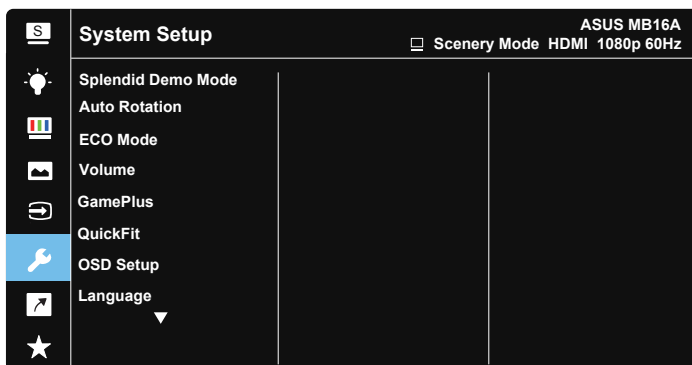 S
System Setup
ASUS MB16A
Scenery Mode HDMI 1080p 60Hz
Splendid Demo Mode
Auto Rotation
ECO Mode
Volume
GamePlus
QuickFit
OSD Setup
Language